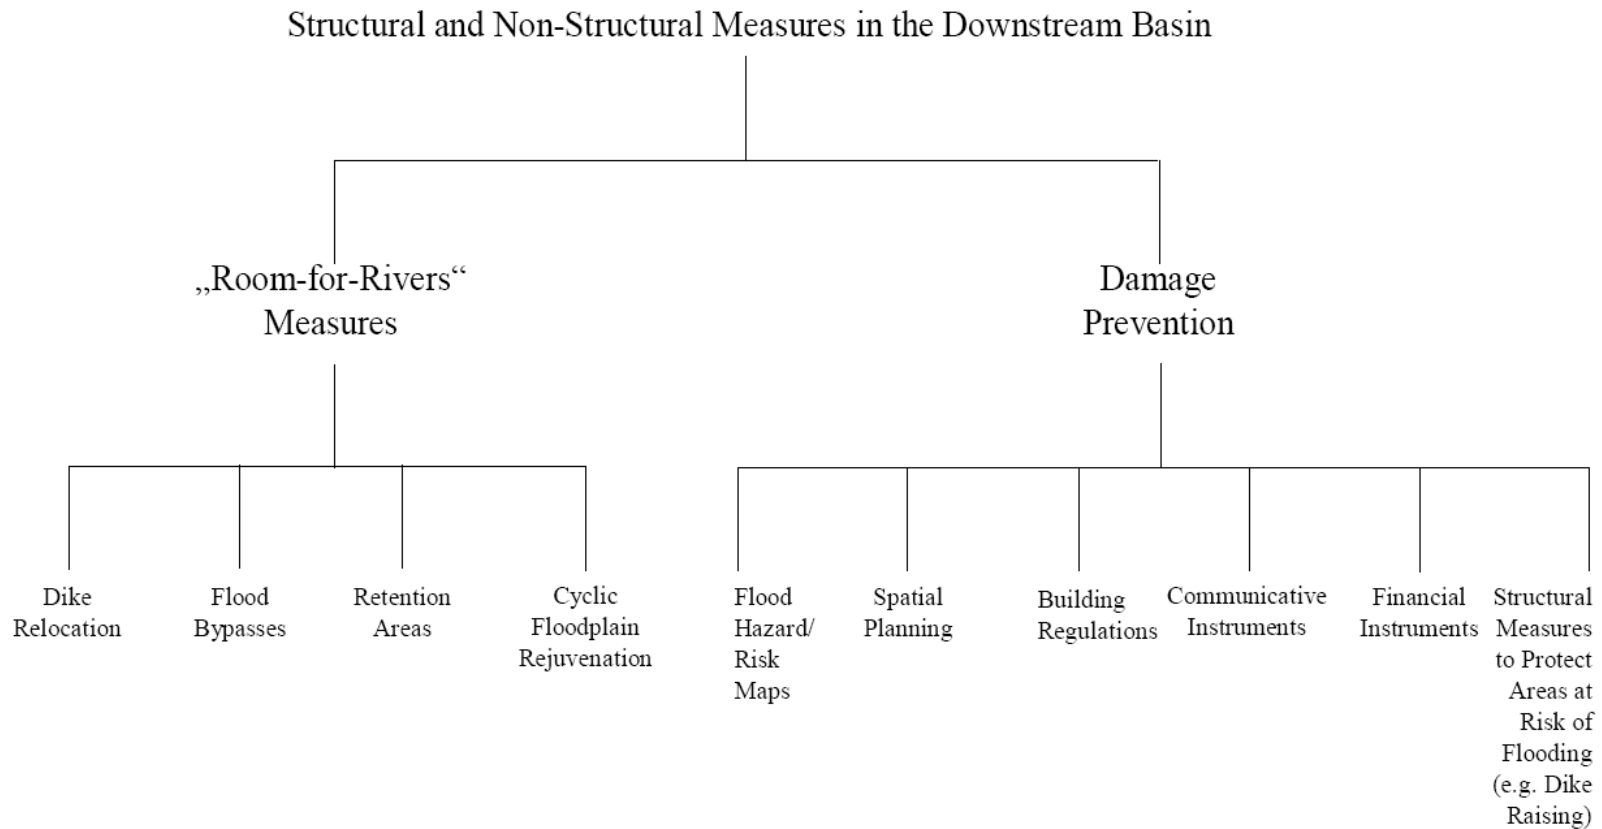 Structural and Non-Structural Measures in the Downstream Basin
„Room-for-Rivers“
Measures
Damage
Prevention
Dike
Relocation
Flood
Bypasses
Retention
Areas
Cyclic
Floodplain
Rejuvenation
Flood
Hazard/
Risk
Maps
Spatial
Planning
Building
Regulations
Communicative
Instruments
Financial
Instruments
Structural
Measures
to Protect
Areas at
Risk of
Flooding
(e.g. Dike
Raising)